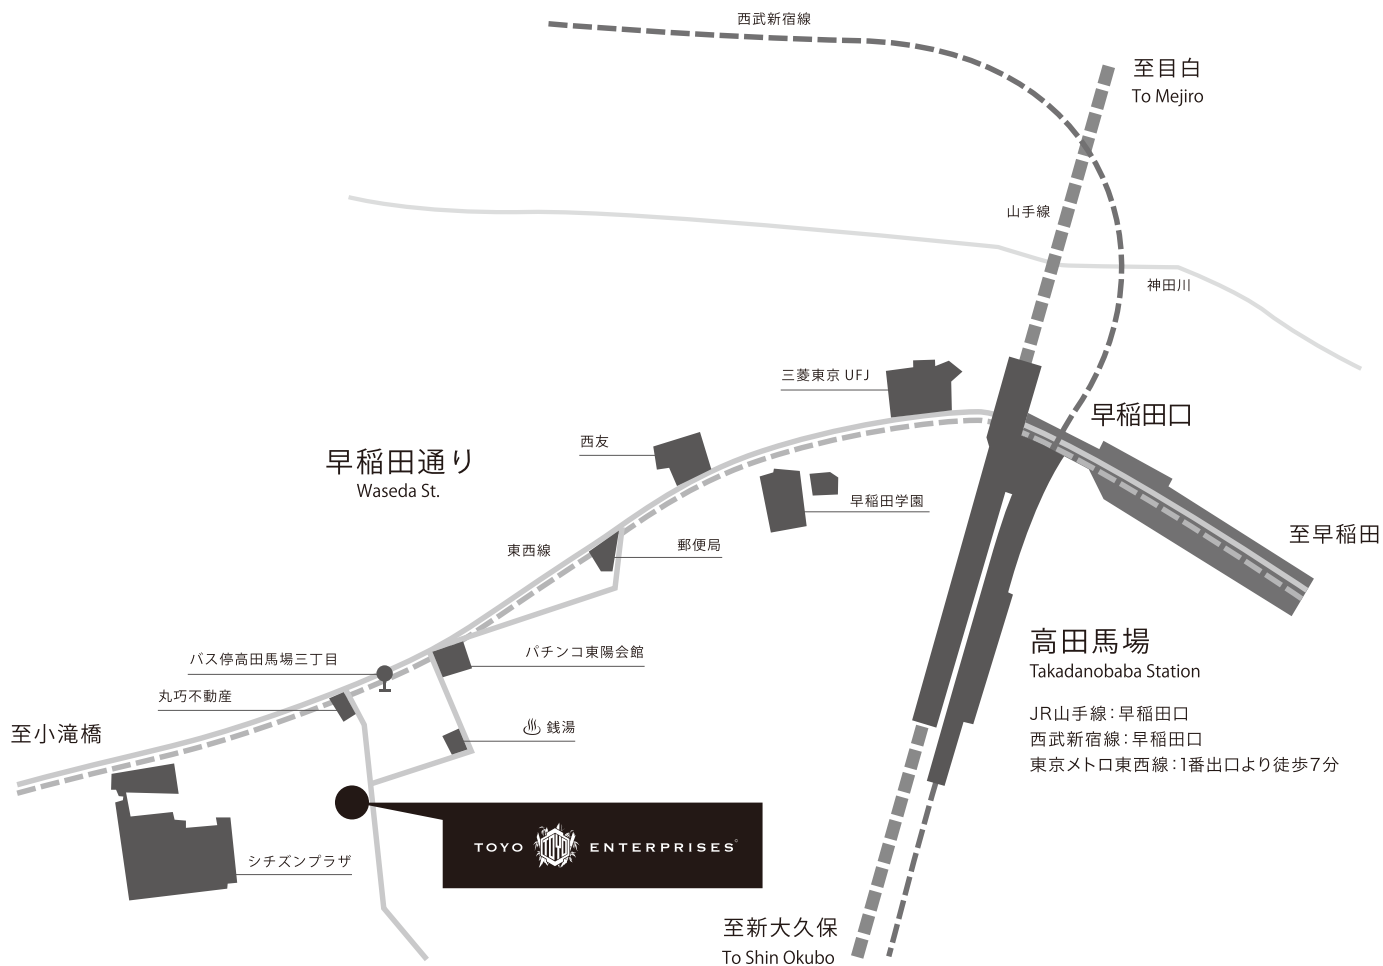 西武新宿線
至目白
To Mejiro
山手線
神田川
三菱東京 UFJ
早稲田口
西友
早稲田通り
Waseda St.
早稲田学園
至早稲田
東西線
郵便局
高田馬場
Takadanobaba Station
バス停高田馬場三丁目
パチンコ東陽会館
丸巧不動産
JR山手線：早稲田口
西武新宿線：早稲田口
東京メトロ東西線：1番出口より徒歩7分
至小滝橋
♨ 銭湯
TOYO TOYO ENTERPRISES©
シチズンプラザ
至新大久保
To Shin Okubo